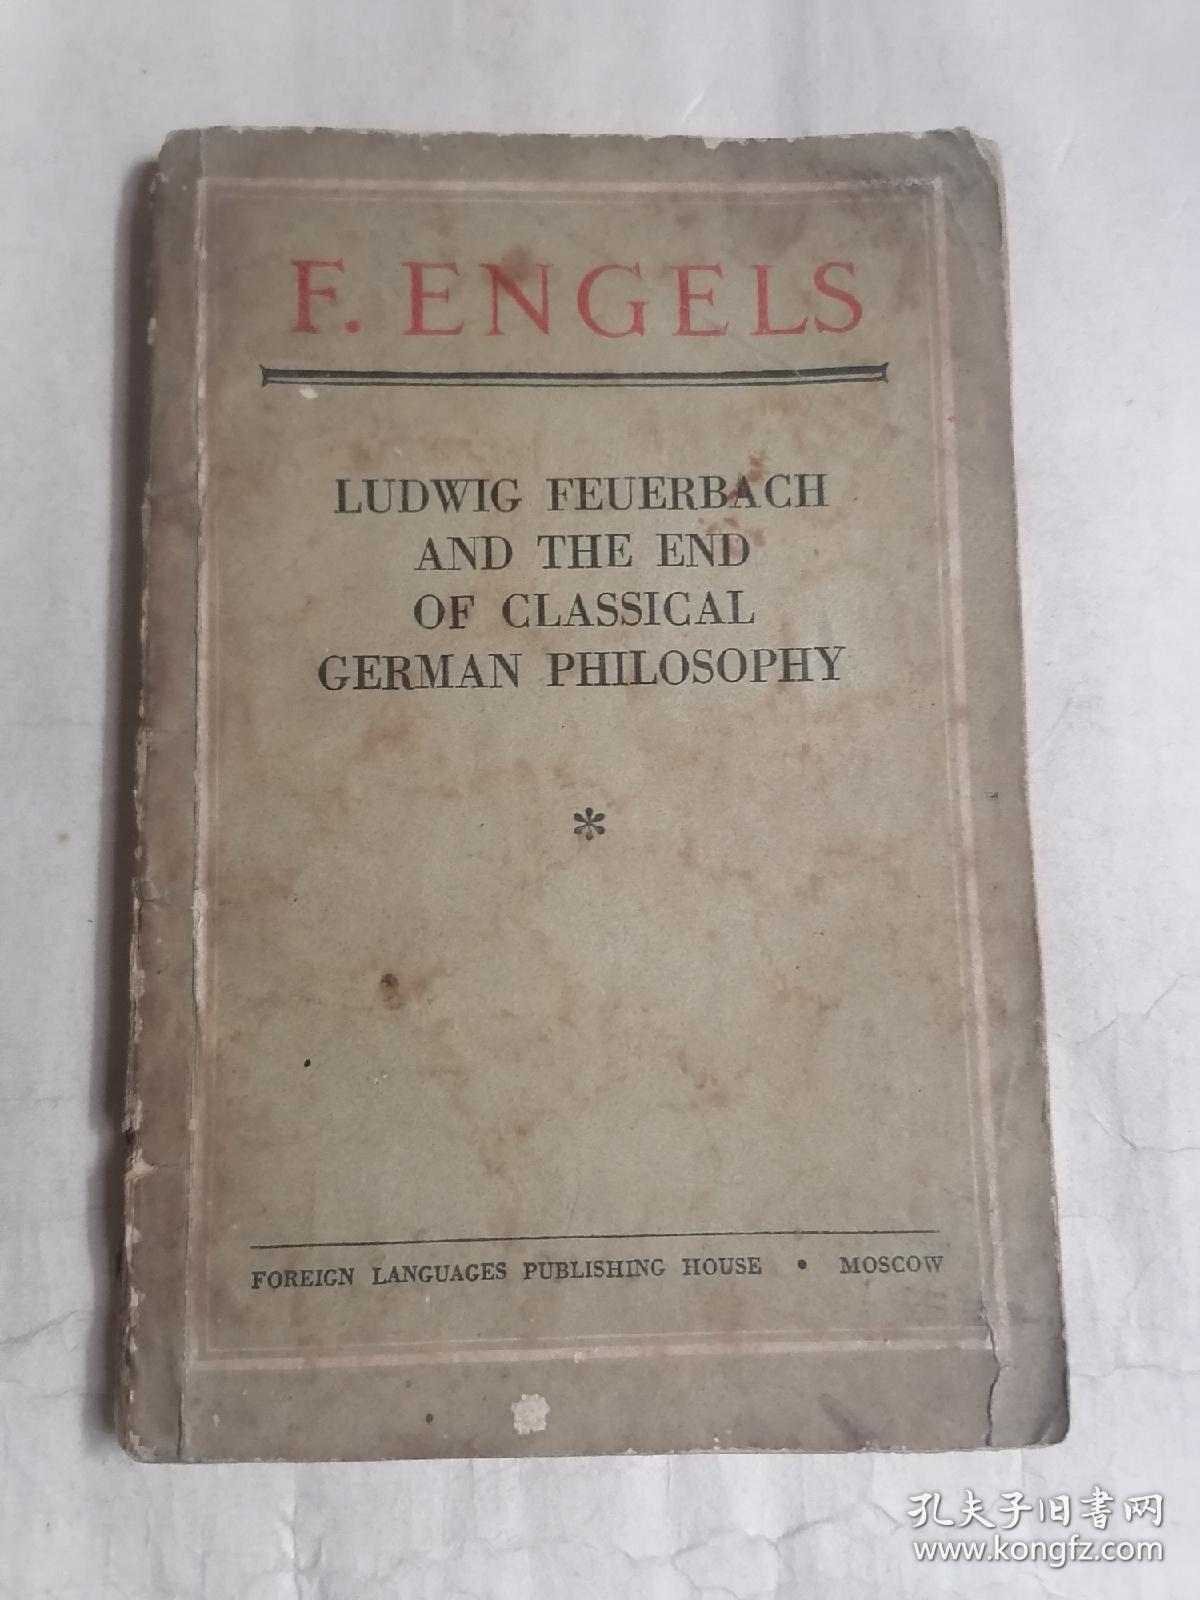 F. ENGELS
LUDWIG FEUERBACH
AND THE END
OF CLASSICAL
GERMAN PHILOSOPHY
*
FOREIGN LANGUAGES PUBLISHING HOUSE • MOSCOW
孔夫子旧书网
www.kongfz.com